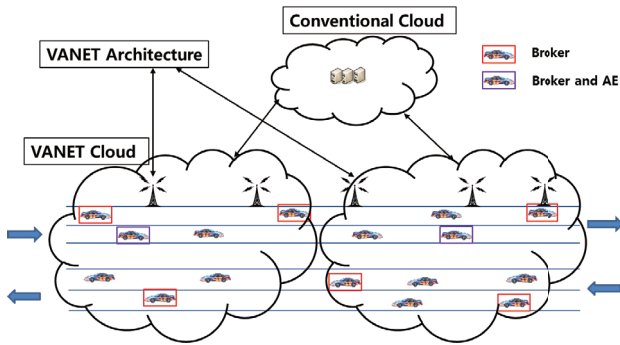 Conventional Cloud
VANET Architecture
Broker
Broker and AE
VANET Cloud